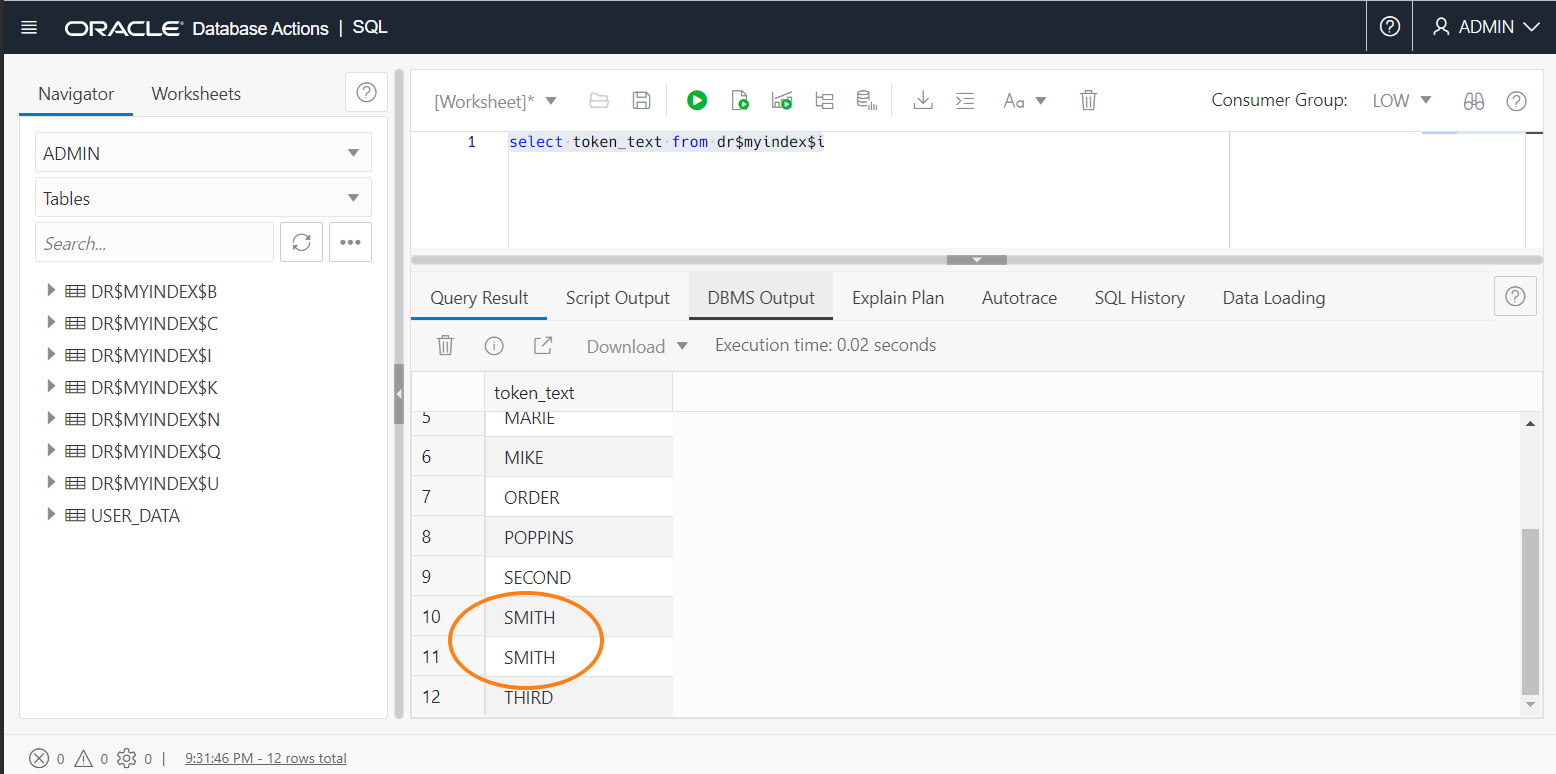 ORACLE Database Actions | SQL
ADMIN
Navigator
Worksheets
ADMIN
Tables
Search...
DR$MYINDEX$B
DR$MYINDEX$C
DR$MYINDEX$I
DR$MYINDEX$K
DR$MYINDEX$N
DR$MYINDEX$Q
DR$MYINDEX$U
USER_DATA
[Worksheet]*
Aa
Consumer Group: LOW
1 select token_text from dr$myindex$i
Query Result Script Output DBMS Output Explain Plan Autotrace SQL History Data Loading
Download Execution time: 0.02 seconds
token_text
5 MARIE
6 MIKE
7 ORDER
8 POPPINS
9 SECOND
10 SMITH
11 SMITH
12 THIRD
0 0 0 | 9:31:46 PM - 12 rows total